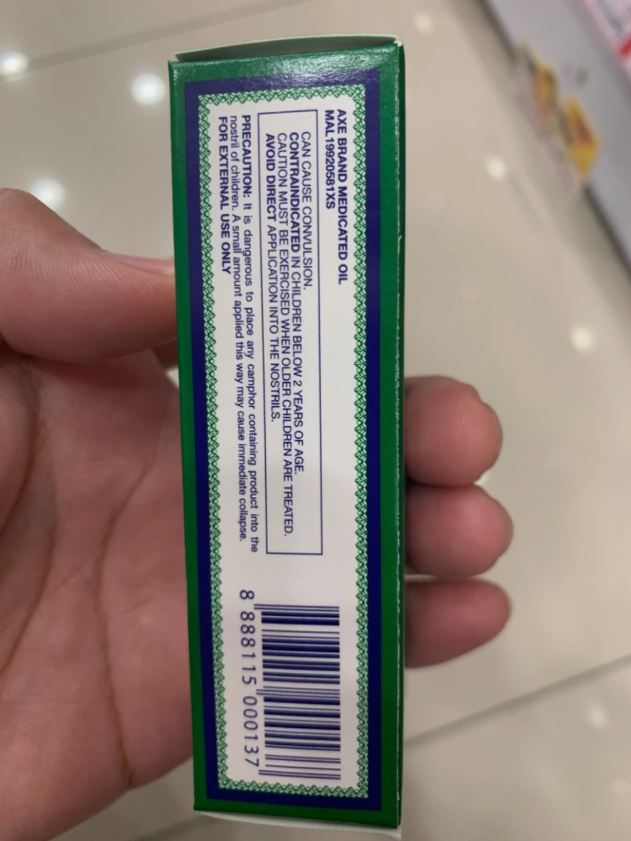 AXE BRAND MEDICATED OIL
MAL19920581XS
CAN CAUSE CONVULSION.
CONTRAINDICATED IN CHILDREN BELOW 2 YEARS OF AGE.
CAUTION MUST BE EXERCISED WHEN OLDER CHILDREN ARE TREATED.
AVOID DIRECT APPLICATION INTO THE NOSTRILS.
PRECAUTION: It is dangerous to place any camphor containing product into the
nostril of children. A small amount applied this way may cause immediate collapse.
FOR EXTERNAL USE ONLY
8 888115 000137